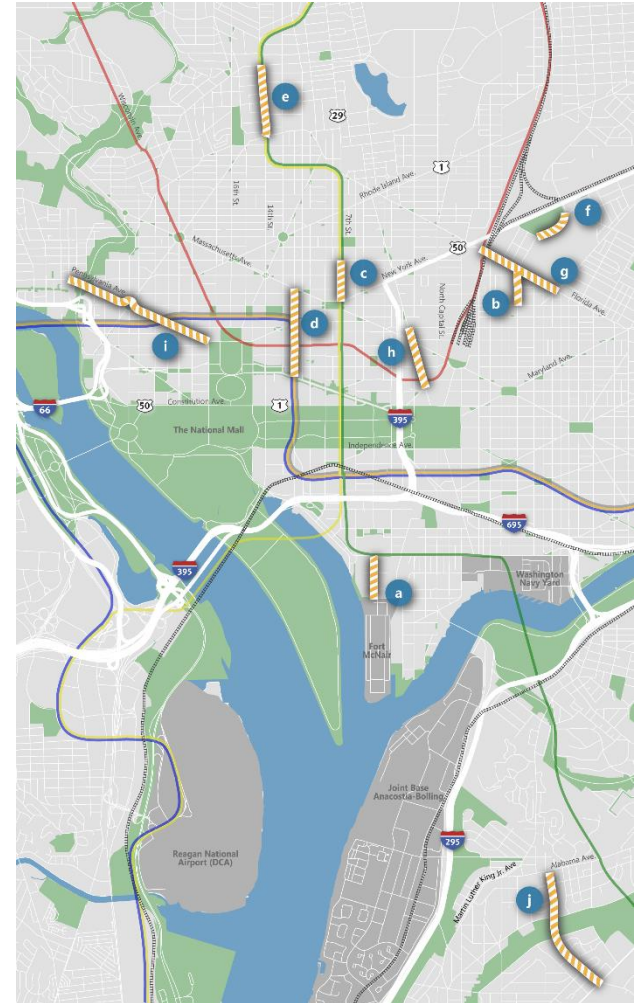 e
29
1
Wisconsin Ave.
16th St.
14th St.
7th St.
Rhode Island Ave.
f
Massachusetts Ave.
50
c
New York Ave.
g
Pennsylvania Ave.
b
Florida Ave.
North Capital St.
d
h
i
Maryland Ave.
Constitution Ave.
66
50
1
395
The National Mall
Independence Ave.
695
395
Washington
Navy Yard
a
Fort
McNair
Joint Base
Anacostia-Bolling
295
Reagan National
Airport (DCA)
Martin Luther King Jr. Ave
Alabama Ave.
j